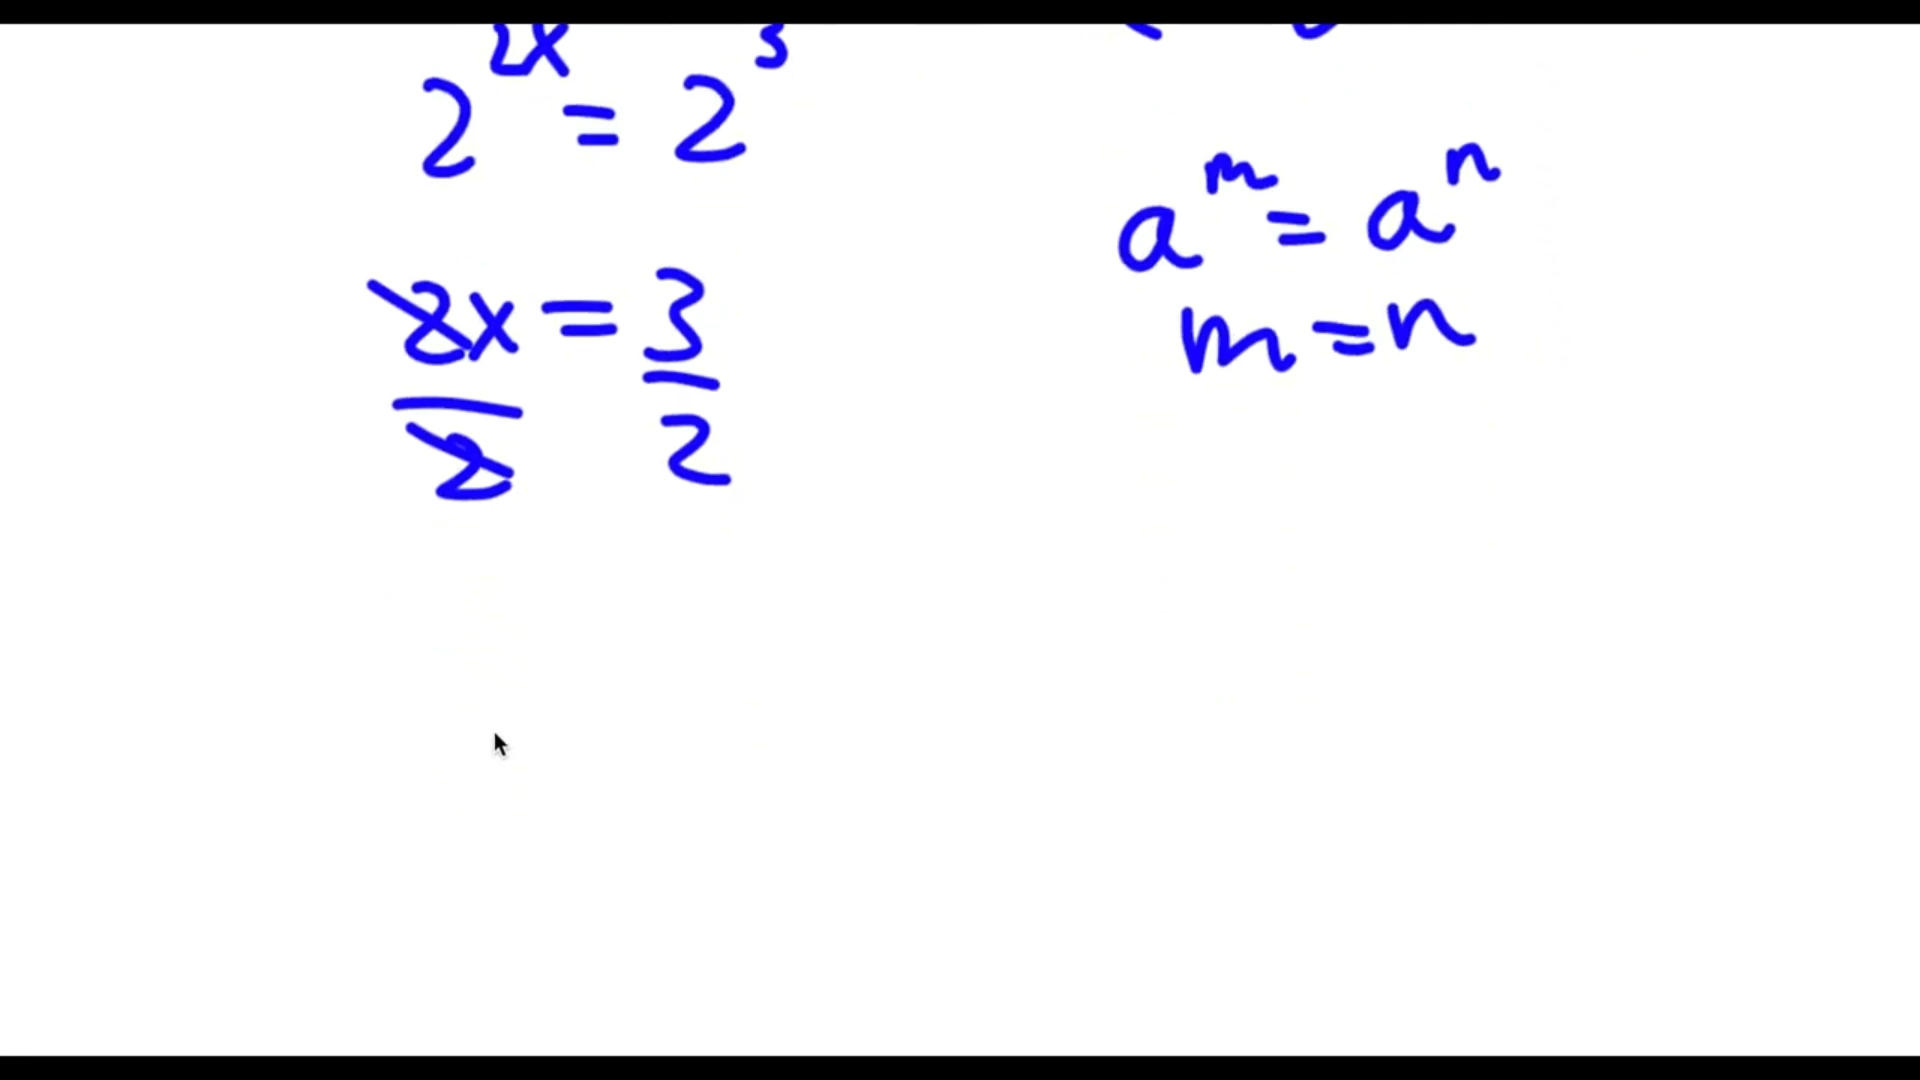 2^{2x} = 2^3
a^m = a^n
2x/2 = 3/2
m = n